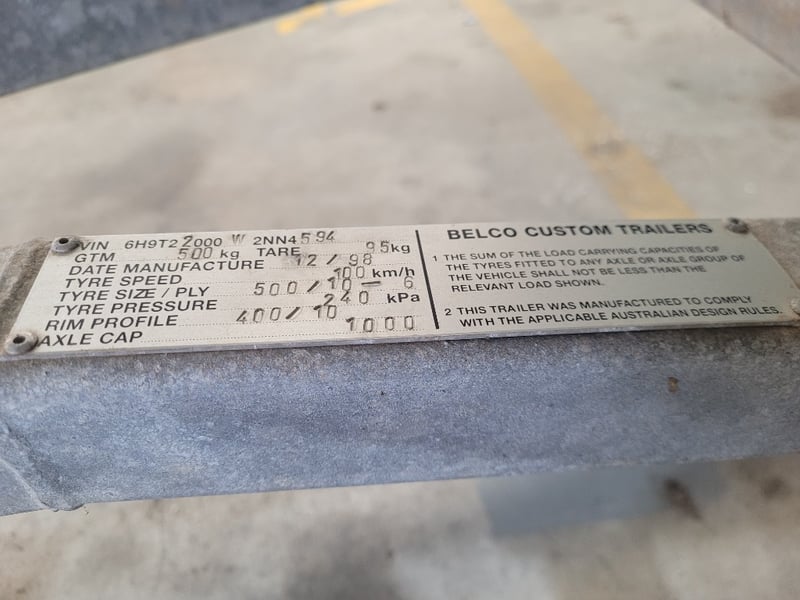 VIN 6H9T22000 W 2NN4594
GTM 500 kg TARE 95kg
DATE MANUFACTURE 12/98
TYRE SPEED 100 km/h
TYRE SIZE / PLY 500/10 – 6
TYRE PRESSURE 240 kPa
RIM PROFILE 400/10
AXLE CAP 1000
BELCO CUSTOM TRAILERS
1 THE SUM OF THE LOAD CARRYING CAPACITIES OF
THE TYRES FITTED TO ANY AXLE OR AXLE GROUP OF
THE VEHICLE SHALL NOT BE LESS THAN THE
RELEVANT LOAD SHOWN.
2 THIS TRAILER WAS MANUFACTURED TO COMPLY
WITH THE APPLICABLE AUSTRALIAN DESIGN RULES.